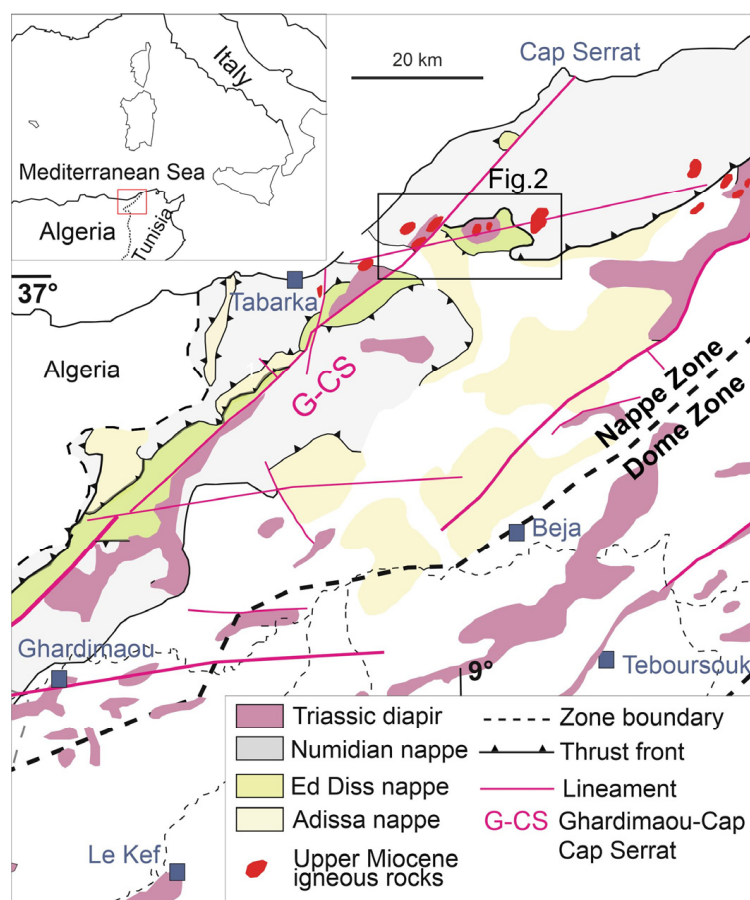 Italy
Mediterranean Sea
Algeria
Tunisia
20 km
Cap Serrat
Fig.2
37°
Tabarka
Algeria
G-CS
Nappe Zone
Dome Zone
Beja
Ghardimaou
9°
Teboursouk
Le Kef
Triassic diapir
Numidian nappe
Ed Diss nappe
Adissa nappe
Upper Miocene
igneous rocks
Zone boundary
Thrust front
Lineament
G-CS Ghardimaou-Cap
Cap Serrat